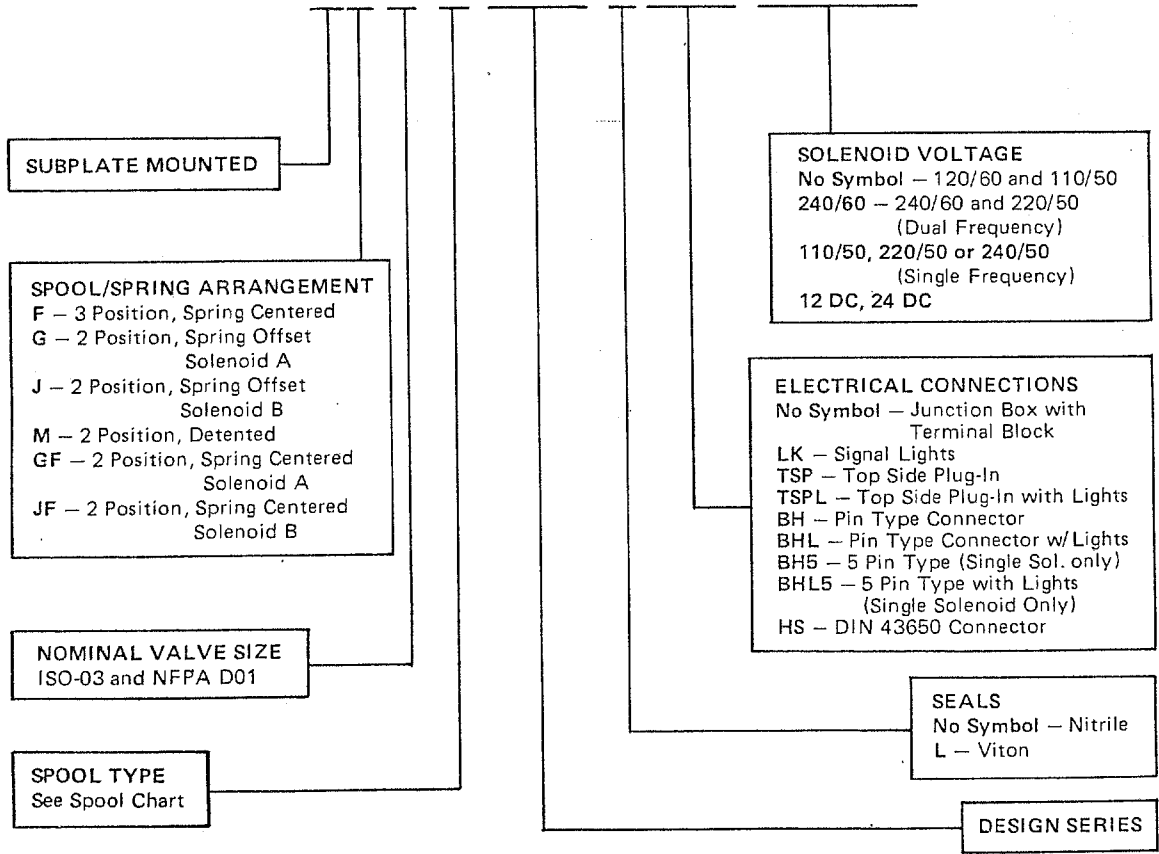 SUBPLATE MOUNTED
SPOOL/SPRING ARRANGEMENT
F — 3 Position, Spring Centered
G — 2 Position, Spring Offset
Solenoid A
J — 2 Position, Spring Offset
Solenoid B
M — 2 Position, Detented
GF — 2 Position, Spring Centered
Solenoid A
JF — 2 Position, Spring Centered
Solenoid B
NOMINAL VALVE SIZE
ISO-03 and NFPA D01
SPOOL TYPE
See Spool Chart
SOLENOID VOLTAGE
No Symbol — 120/60 and 110/50
240/60 — 240/60 and 220/50
(Dual Frequency)
110/50, 220/50 or 240/50
(Single Frequency)
12 DC, 24 DC
ELECTRICAL CONNECTIONS
No Symbol — Junction Box with
Terminal Block
LK — Signal Lights
TSP — Top Side Plug-In
TSPL — Top Side Plug-In with Lights
BH — Pin Type Connector
BHL — Pin Type Connector w/Lights
BH5 — 5 Pin Type (Single Sol. only)
BHL5 — 5 Pin Type with Lights
(Single Solenoid Only)
HS — DIN 43650 Connector
SEALS
No Symbol — Nitrile
L — Viton
DESIGN SERIES